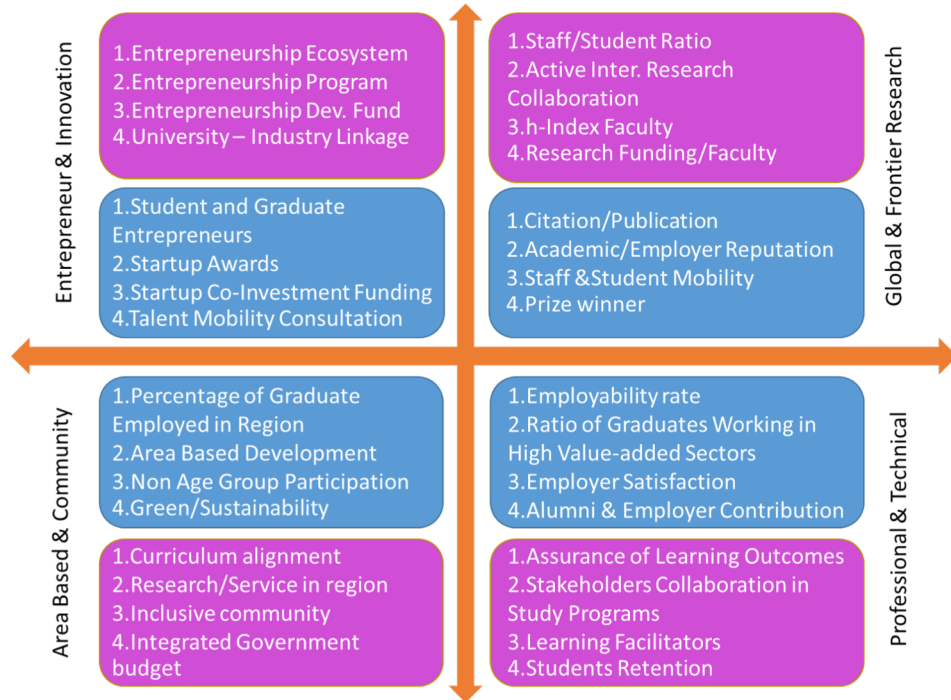 Entrepreneur & Innovation
1.Entrepreneurship Ecosystem
2.Entrepreneurship Program
3.Entrepreneurship Dev. Fund
4.University – Industry Linkage
1.Student and Graduate
Entrepreneurs
2.Startup Awards
3.Startup Co-Investment Funding
4.Talent Mobility Consultation
1.Staff/Student Ratio
2.Active Inter. Research
Collaboration
3.h-Index Faculty
4.Research Funding/Faculty
1.Citation/Publication
2.Academic/Employer Reputation
3.Staff &Student Mobility
4.Prize winner
Global & Frontier Research
Area Based & Community
1.Percentage of Graduate
Employed in Region
2.Area Based Development
3.Non Age Group Participation
4.Green/Sustainability
1.Curriculum alignment
2.Research/Service in region
3.Inclusive community
4.Integrated Government
budget
1.Employability rate
2.Ratio of Graduates Working in
High Value-added Sectors
3.Employer Satisfaction
4.Alumni & Employer Contribution
1.Assurance of Learning Outcomes
2.Stakeholders Collaboration in
Study Programs
3.Learning Facilitators
4.Students Retention
Professional & Technical